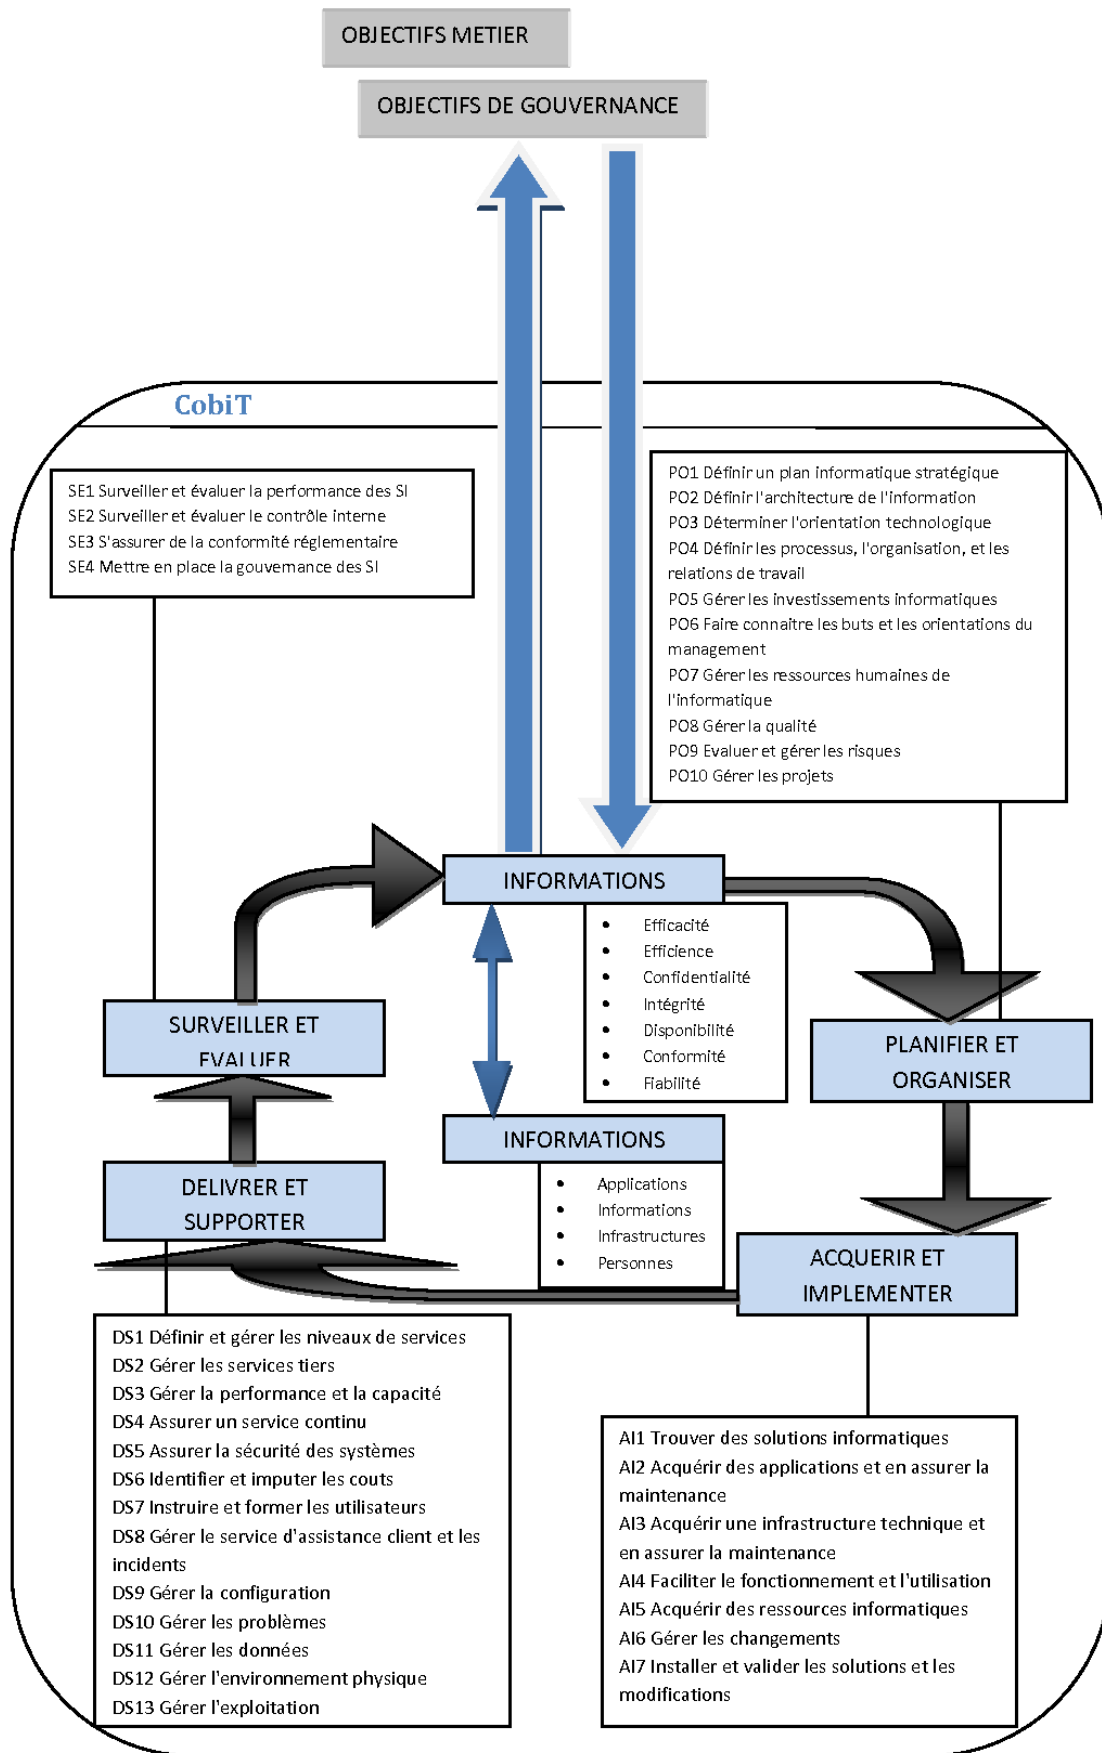 OBJECTIFS METIER
OBJECTIFS DE GOUVERNANCE
CobiT
SE1 Surveiller et évaluer la performance des SI
SE2 Surveiller et évaluer le contrôle interne
SE3 S'assurer de la conformité réglementaire
SE4 Mettre en place la gouvernance des SI
PO1 Définir un plan informatique stratégique
PO2 Définir l'architecture de l'information
PO3 Déterminer l'orientation technologique
PO4 Définir les processus, l'organisation, et les
relations de travail
PO5 Gérer les investissements informatiques
PO6 Faire connaître les buts et les orientations du
management
PO7 Gérer les ressources humaines de
l'informatique
PO8 Gérer la qualité
PO9 Evaluer et gérer les risques
PO10 Gérer les projets
INFORMATIONS
• Efficacité
• Efficience
• Confidentialité
• Intégrité
• Disponibilité
• Conformité
• Fiabilité
SURVEILLER ET
EVALUER
PLANIFIER ET
ORGANISER
INFORMATIONS
• Applications
• Informations
• Infrastructures
• Personnes
DELIVRER ET
SUPPORTER
ACQUERIR ET
IMPLEMENTER
DS1 Définir et gérer les niveaux de services
DS2 Gérer les services tiers
DS3 Gérer la performance et la capacité
DS4 Assurer un service continu
DS5 Assurer la sécurité des systèmes
DS6 Identifier et imputer les couts
DS7 Instruire et former les utilisateurs
DS8 Gérer le service d'assistance client et les
incidents
DS9 Gérer la configuration
DS10 Gérer les problèmes
DS11 Gérer les données
DS12 Gérer l'environnement physique
DS13 Gérer l'exploitation
AI1 Trouver des solutions informatiques
AI2 Acquérir des applications et en assurer la
maintenance
AI3 Acquérir une infrastructure technique et
en assurer la maintenance
AI4 Faciliter le fonctionnement et l'utilisation
AI5 Acquérir des ressources informatiques
AI6 Gérer les changements
AI7 Installer et valider les solutions et les
modifications